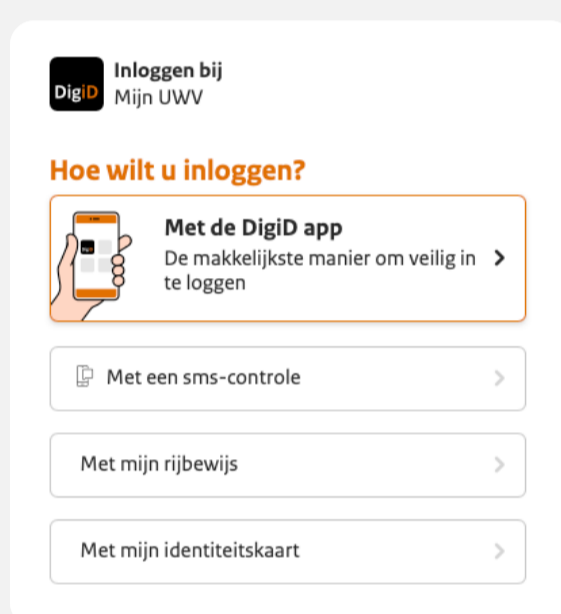 DigiD
Inloggen bij
Mijn UWV
Hoe wilt u inloggen?
Met de DigiD app
De makkelijkste manier om veilig in
te loggen
Met een sms-controle
Met mijn rijbewijs
Met mijn identiteitskaart